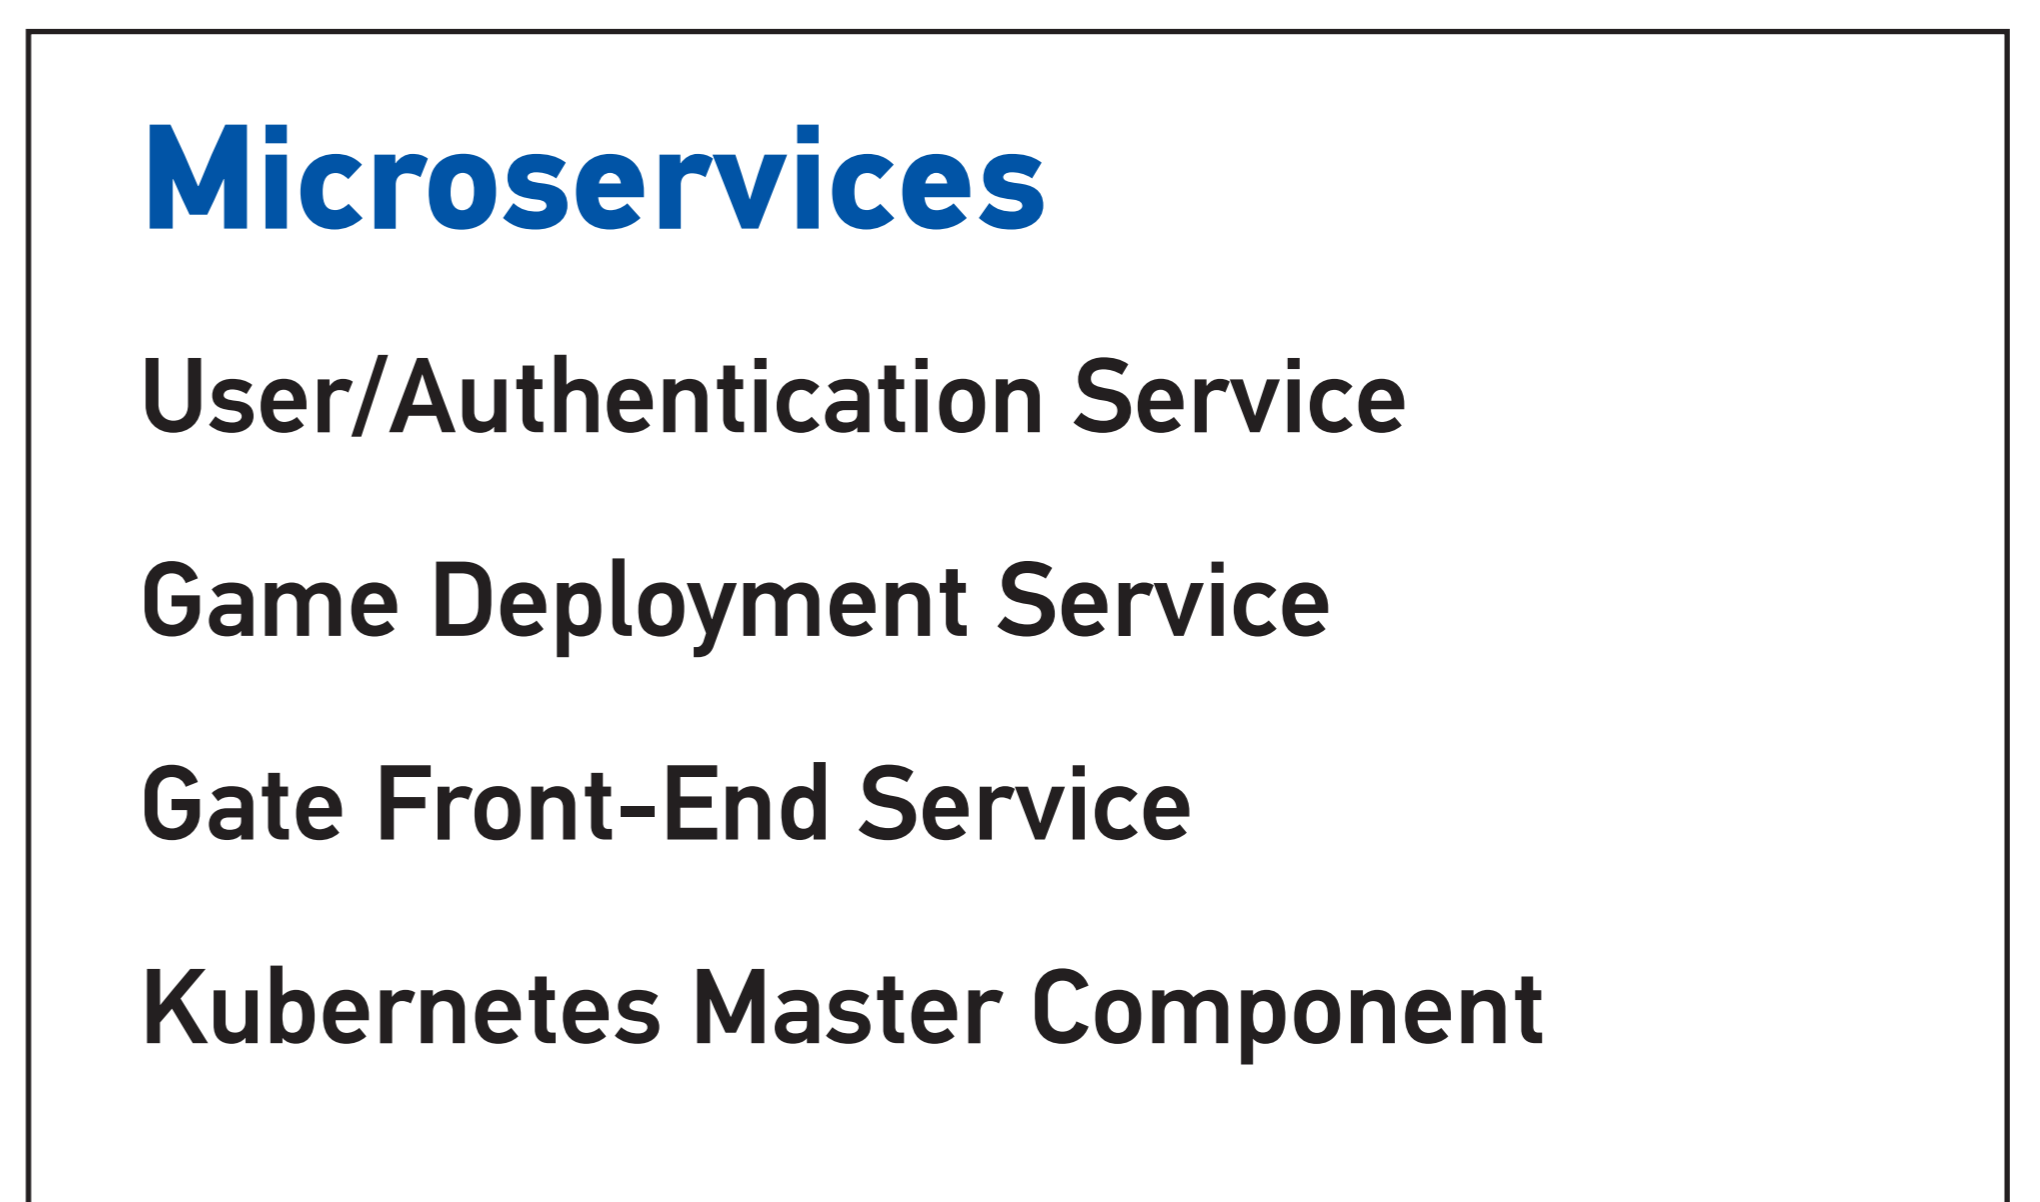 Microservices
User/Authentication Service
Game Deployment Service
Gate Front-End Service
Kubernetes Master Component